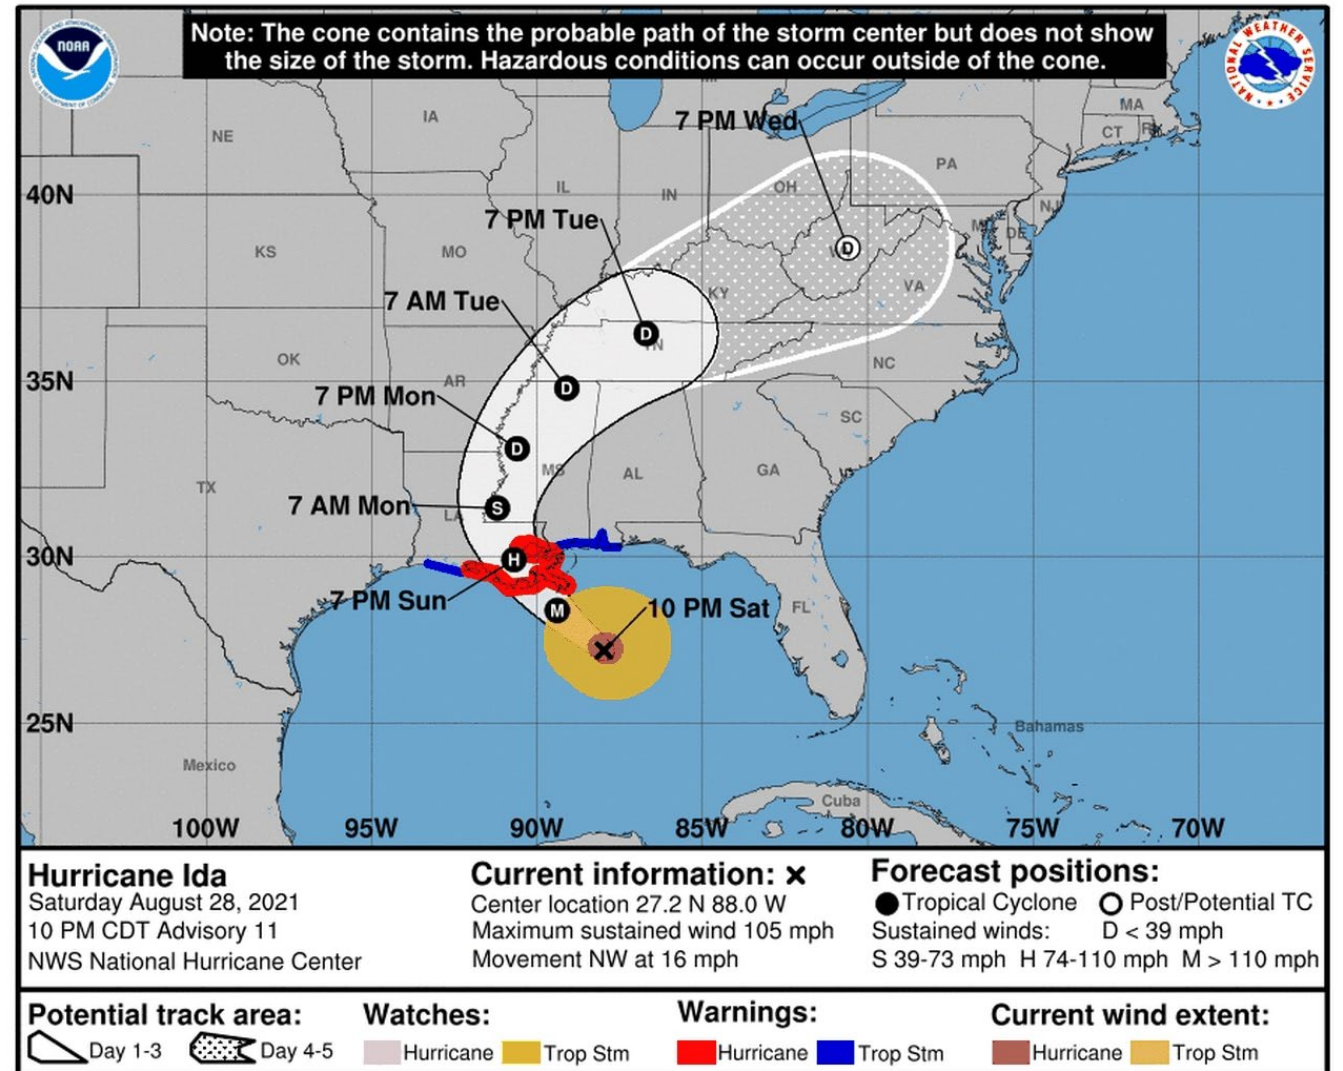 Note: The cone contains the probable path of the storm center but does not show
the size of the storm. Hazardous conditions can occur outside of the cone.
NOAA
NATIONAL WEATHER SERVICE
7 PM Wed
MA
CT
IA
NE
PA
40N
IL
IN
OH
NJ
7 PM Tue
DE
KS
MO
D
7 AM Tue
KY
VA
D
TN
OK
NC
35N
AR
D
7 PM Mon
SC
D
MS
AL
GA
TX
7 AM Mon
S
LA
30N
H
7 PM Sun
M
10 PM Sat
FL
25N
Bahamas
Mexico
Cuba
100W 95W 90W 85W 80W 75W 70W
Hurricane Ida
Saturday August 28, 2021
10 PM CDT Advisory 11
NWS National Hurricane Center
Current information: x
Center location 27.2 N 88.0 W
Maximum sustained wind 105 mph
Movement NW at 16 mph
Forecast positions:
Tropical Cyclone Post/Potential TC
Sustained winds: D < 39 mph
S 39-73 mph H 74-110 mph M > 110 mph
Potential track area:
Day 1-3 Day 4-5
Watches:
Hurricane Trop Stm
Warnings:
Hurricane Trop Stm
Current wind extent:
Hurricane Trop Stm